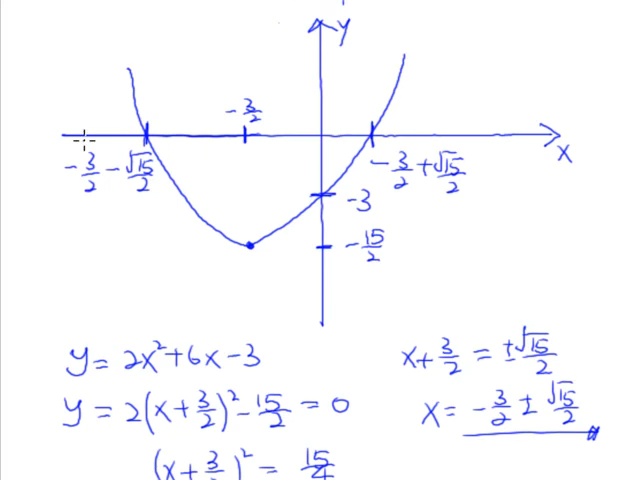 y
-3/2
x
-3/2 - √15/2
-3/2 + √15/2
-3
-15/2
y = 2x² + 6x - 3
y = 2(x + 3/2)² - 15/2 = 0
(x + 3/2)² = 15/4
x + 3/2 = ± √15/2
x = -3/2 ± √15/2